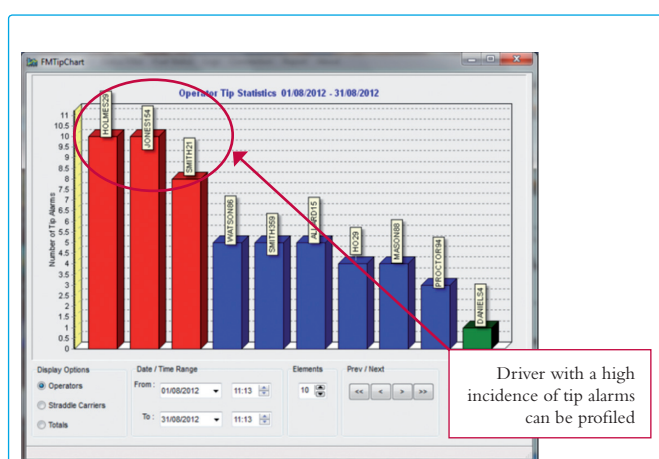 FMTipChart
Operator Tip Statistics 01/08/2012 - 31/08/2012
Number of Tip Alarms
11
10.5
10
9.5
9
8.5
8
7.5
7
6.5
6
5.5
5
4.5
4
3.5
3
2.5
2
1.5
1
0.5
0
HOLMES29
JONES154
SMITH21
WATSON86
SMITH359
ALLARD15
HO29
MASON88
PROCTOR94
DANIELS4
Display Options
Operators
Straddle Carriers
Totals
Date / Time Range
From : 01/08/2012 11:13
To : 31/08/2012 11:13
Elements
10
Prev / Next
<< < > >>
Driver with a high
incidence of tip alarms
can be profiled